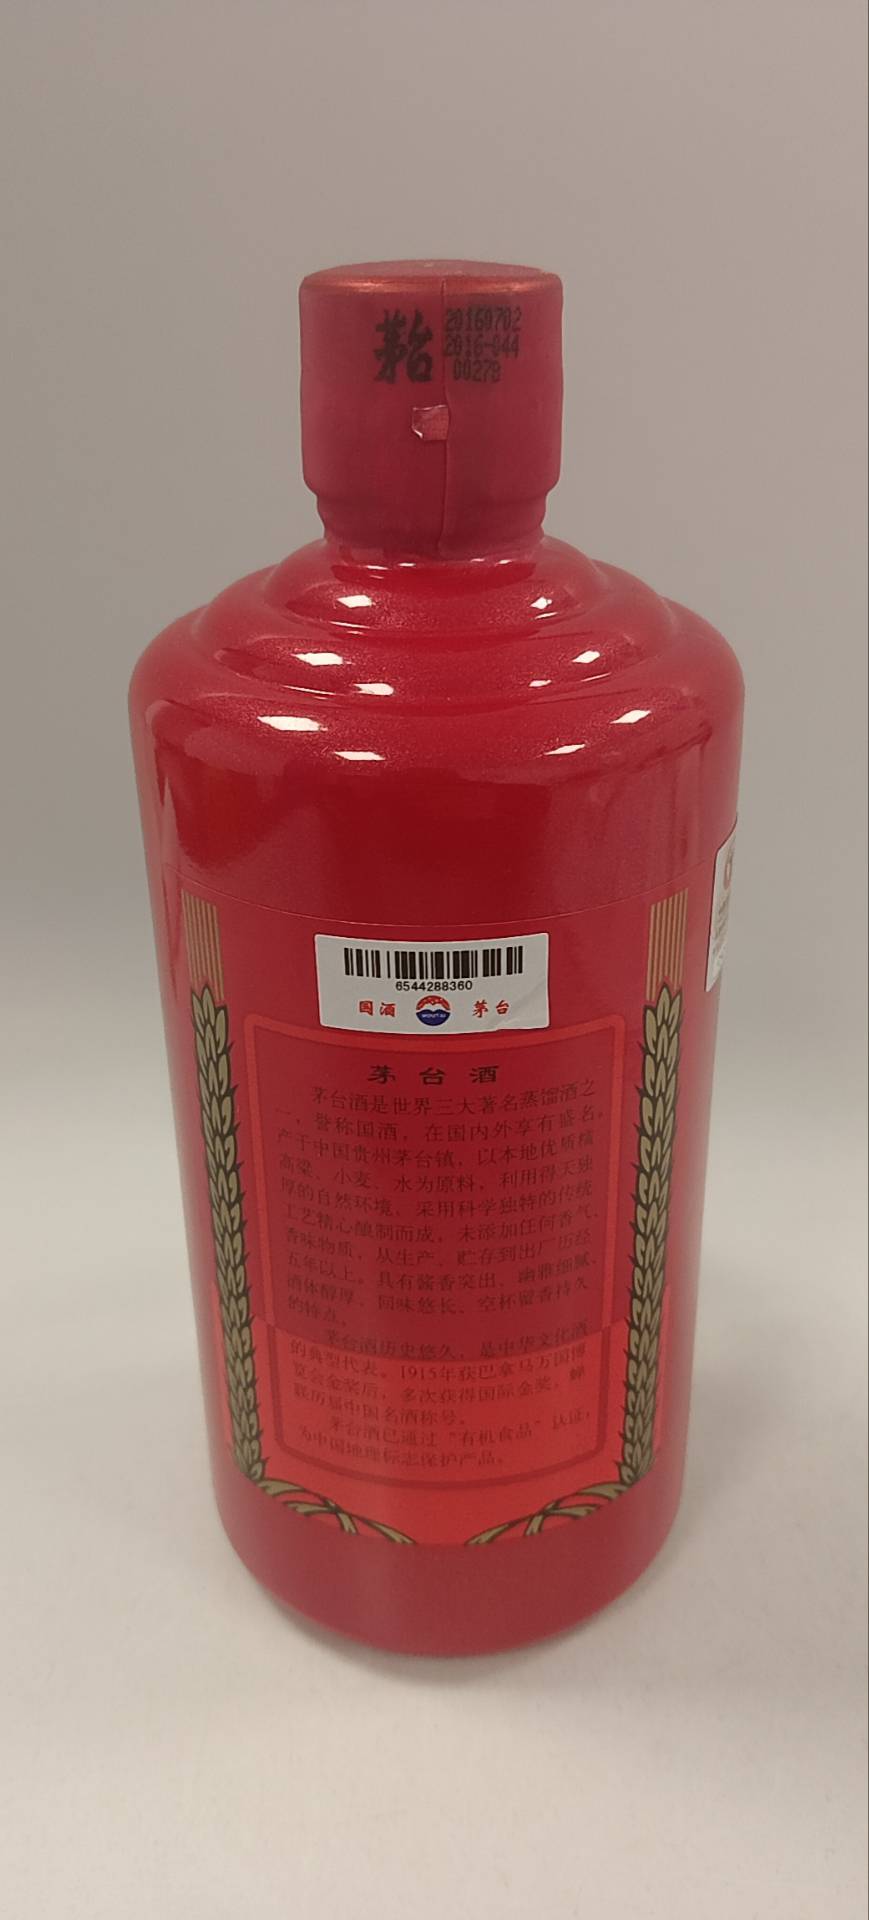 茅台
20160702
2016-044
00278
6544288360
国酒 MOUTAI 茅台
茅台酒
茅台酒是世界三大著名蒸馏酒之
一，誉称国酒，在国内外享有盛名。
产于中国贵州茅台镇，以本地优质糯
高粱、小麦、水为原料，利用得天独
厚的自然环境，采用科学独特的传统
工艺精心酿制而成，未添加任何香气、
香味物质，从生产、贮存到出厂历经
五年以上。具有酱香突出、幽雅细腻、
酒体醇厚、回味悠长、空杯留香持久
的特点。
茅台酒历史悠久，是中华文化酒
的典型代表。1915年获巴拿马万国博
览会金奖后，多次获得国际金奖，蝉
联历届中国名酒称号。
茅台酒已通过“有机食品”认证，
为中国地理标志保护产品。